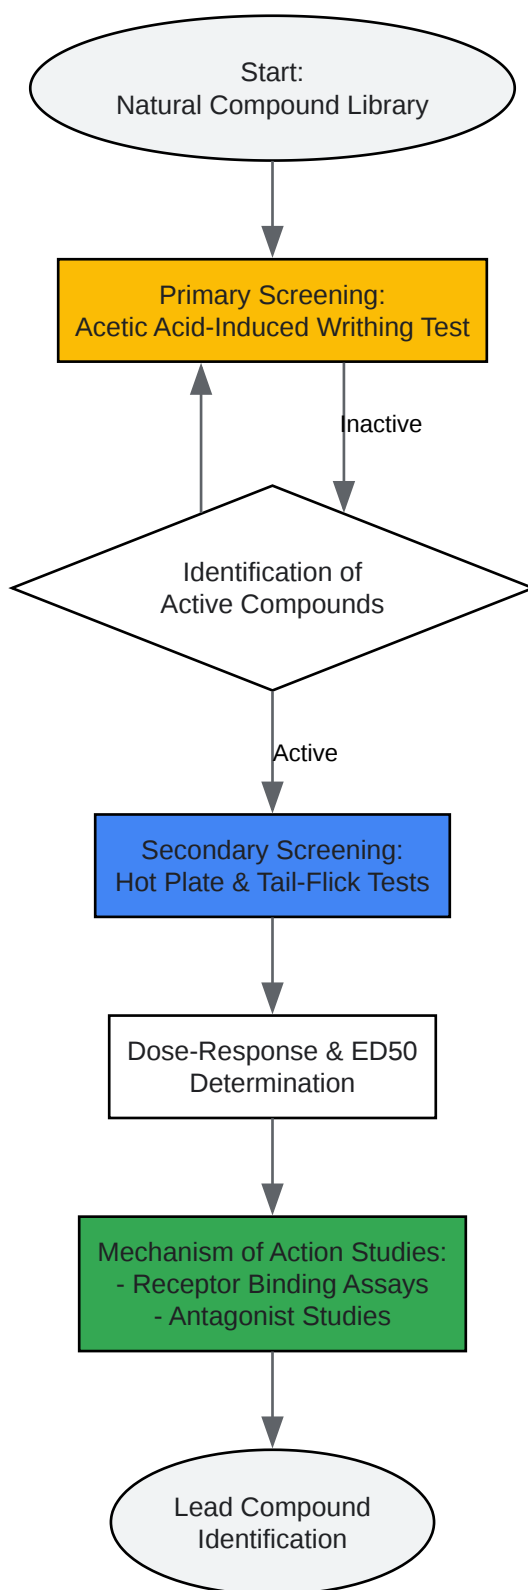 Start:
Natural Compound Library
Primary Screening:
Acetic Acid-Induced Writhing Test
Inactive
Identification of
Active Compounds
Active
Secondary Screening:
Hot Plate & Tail-Flick Tests
Dose-Response & ED50
Determination
Mechanism of Action Studies:
- Receptor Binding Assays
- Antagonist Studies
Lead Compound
Identification